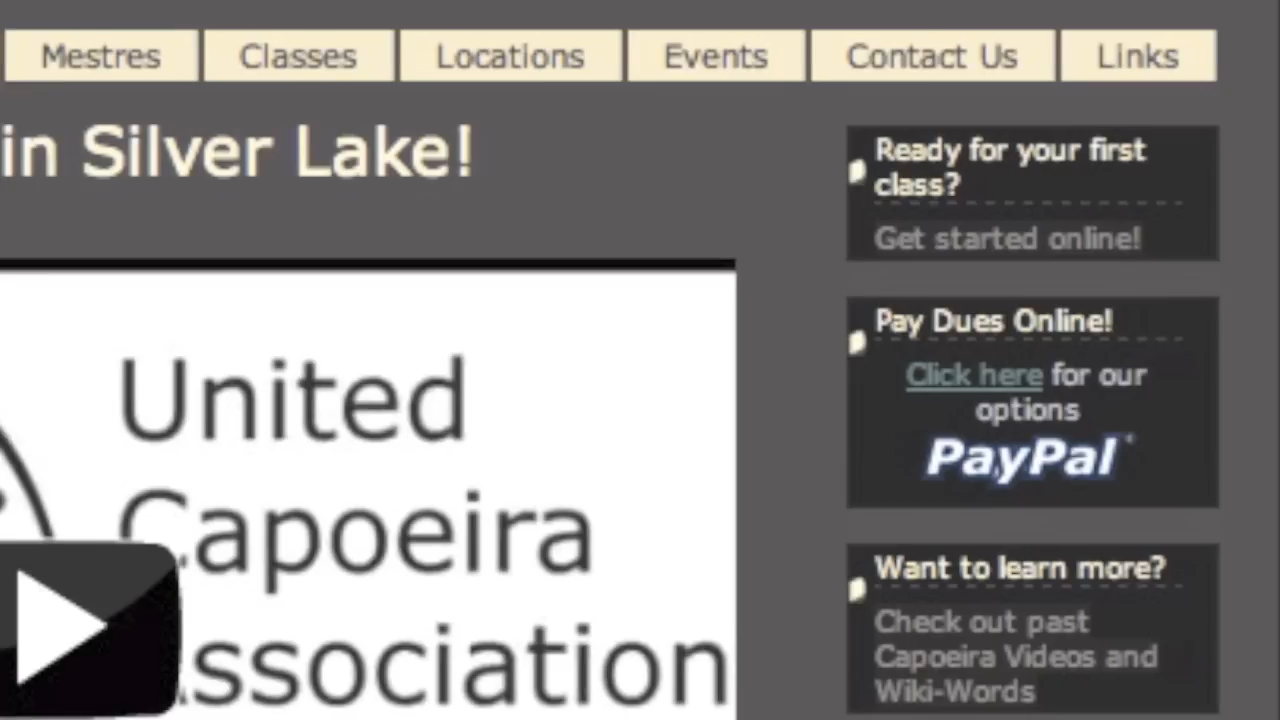 Mestres Classes Locations Events Contact Us Links
in Silver Lake!
United
Capoeira
Association
Ready for your first
class?
Get started online!
Pay Dues Online!
Click here for our
options
PayPal
Want to learn more?
Check out past
Capoeira Videos and
Wiki-Words